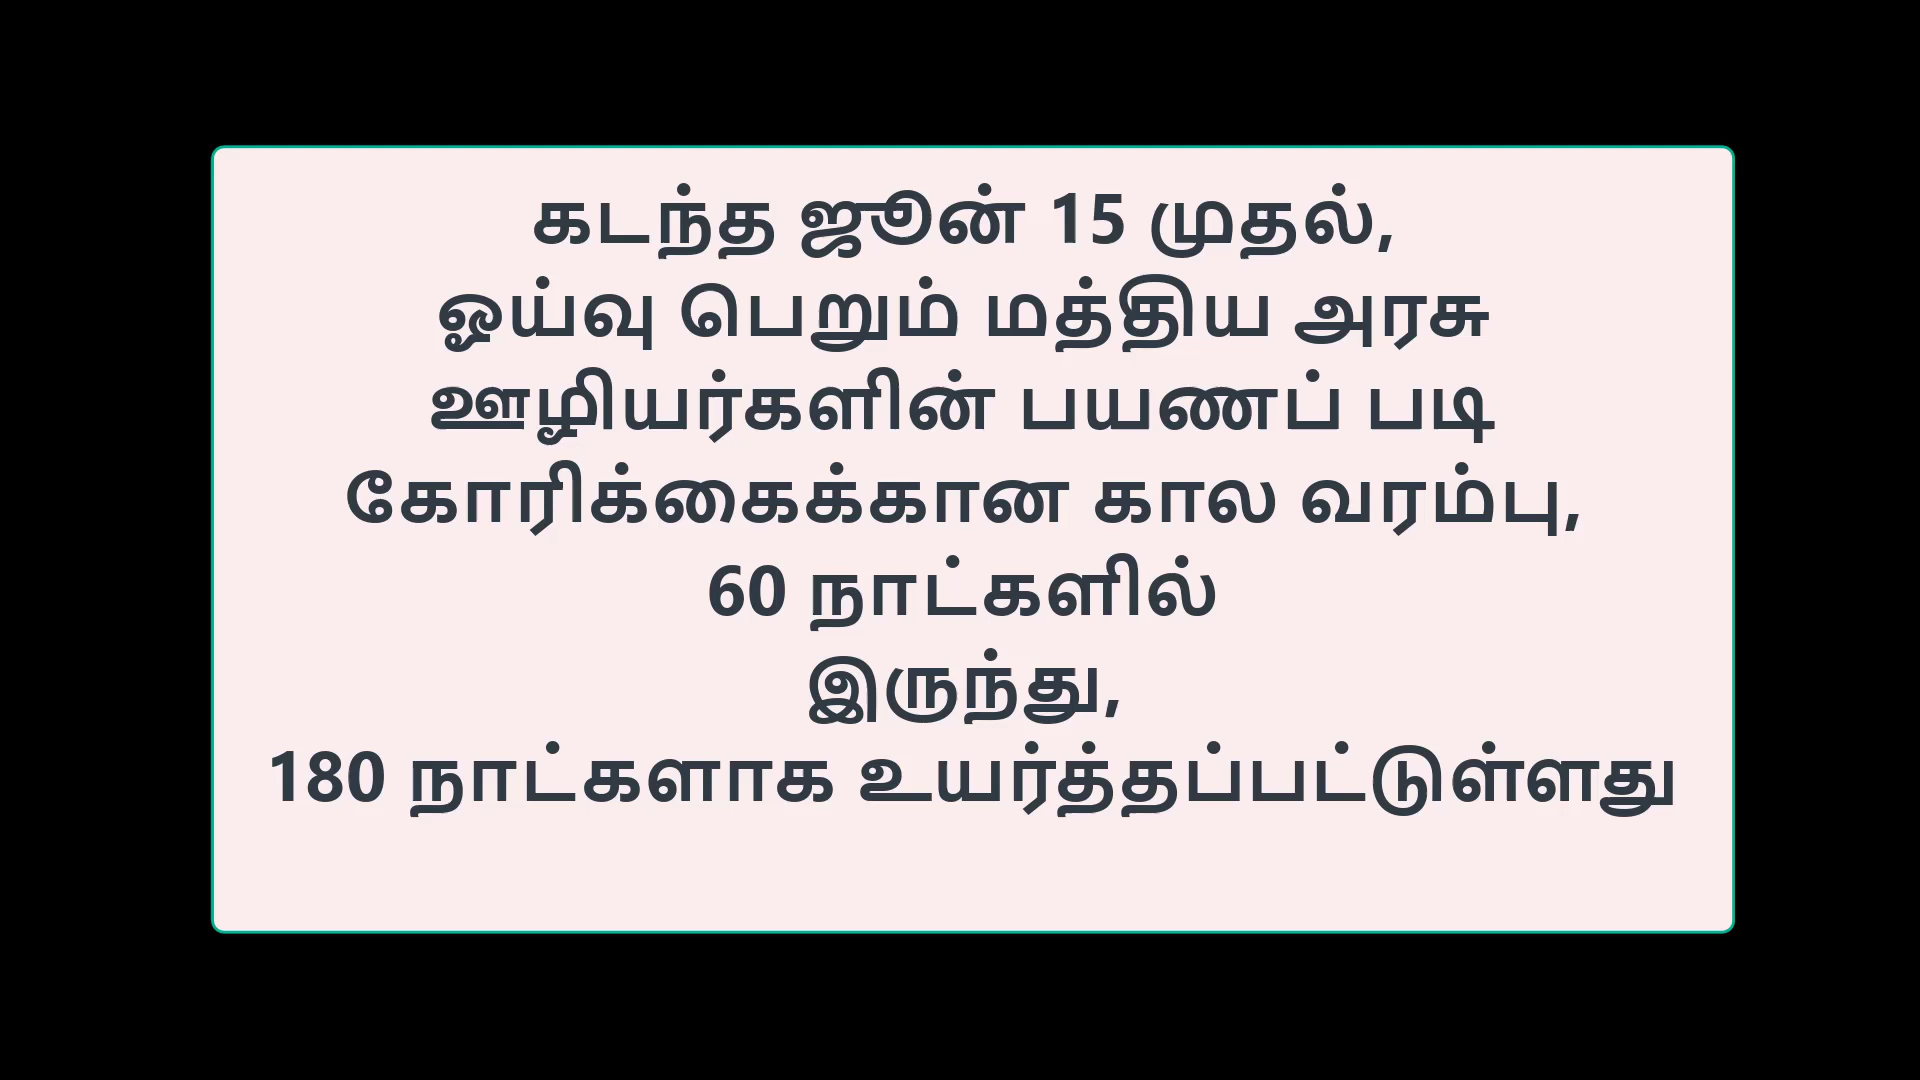 கடந்த ஜூன் 15 முதல்,
ஓய்வு பெறும் மத்திய அரசு
ஊழியர்களின் பயணப் படி
கோரிக்கைக்கான கால வரம்பு,
60 நாட்களில்
இருந்து,
180 நாட்களாக உயர்த்தப்பட்டுள்ளது